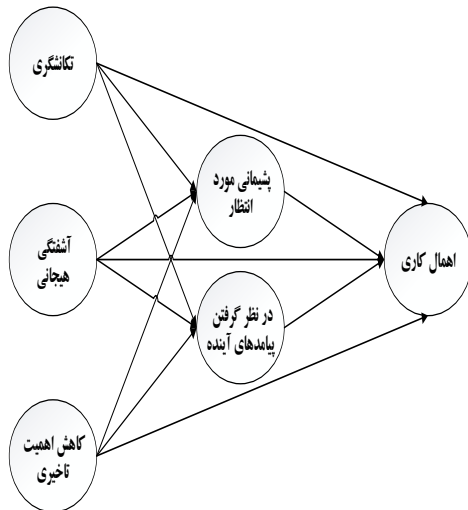 تکانشگری
پشیمانی مورد
انتظار
آشفتگی
هیجانی
اهمال کاری
در نظر گرفتن
پیامدهای آینده
کاهش اهمیت
تاخیری